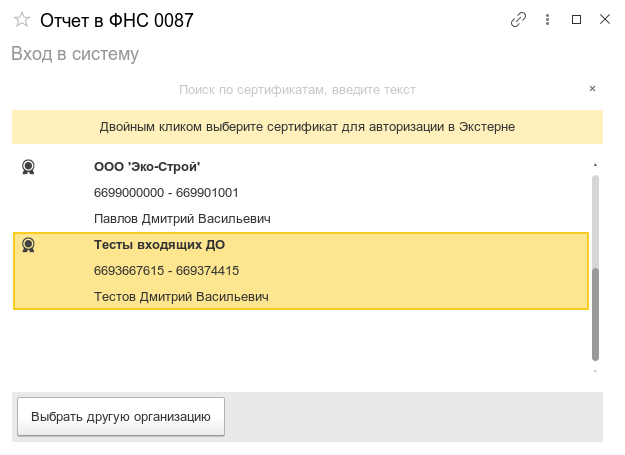 Отчет в ФНС 0087
Вход в систему
Поиск по сертификатам, введите текст
Двойным кликом выберите сертификат для авторизации в Экстерне
ООО 'Эко-Строй'
6699000000 - 669901001
Павлов Дмитрий Васильевич
Тесты входящих ДО
6693667615 - 669374415
Тестов Дмитрий Васильевич
Выбрать другую организацию